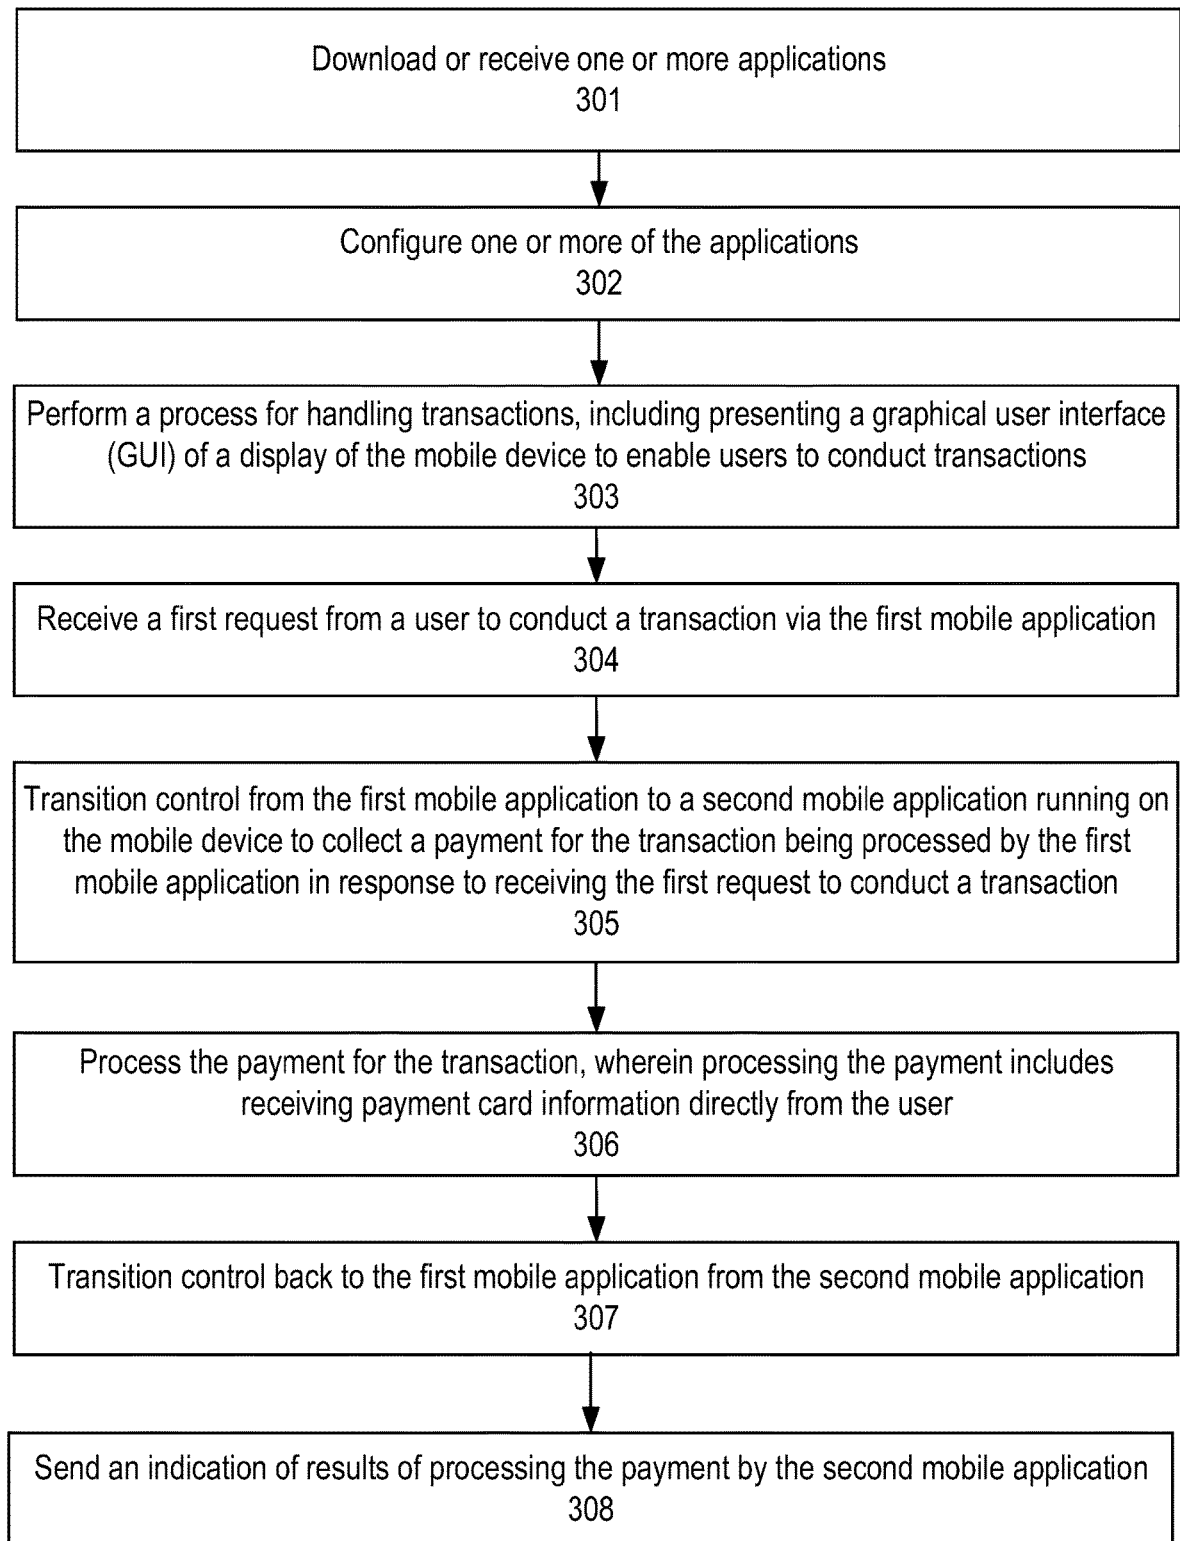 Download or receive one or more applications
301
Configure one or more of the applications
302
Perform a process for handling transactions, including presenting a graphical user interface
(GUI) of a display of the mobile device to enable users to conduct transactions
303
Receive a first request from a user to conduct a transaction via the first mobile application
304
Transition control from the first mobile application to a second mobile application running on
the mobile device to collect a payment for the transaction being processed by the first
mobile application in response to receiving the first request to conduct a transaction
305
Process the payment for the transaction, wherein processing the payment includes
receiving payment card information directly from the user
306
Transition control back to the first mobile application from the second mobile application
307
Send an indication of results of processing the payment by the second mobile application
308